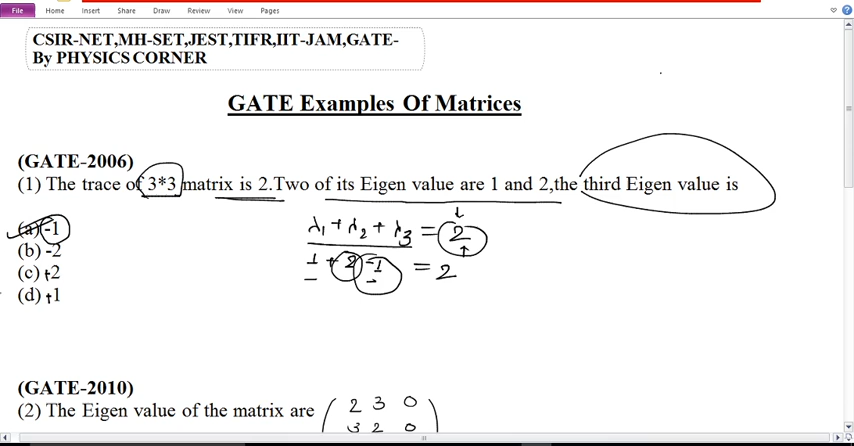 File Home Insert Share Draw Review View Pages
CSIR-NET,MH-SET,JEST,TIFR,IIT-JAM,GATE-
By PHYSICS CORNER
GATE Examples Of Matrices
(GATE-2006)
(1) The trace of 3*3 matrix is 2.Two of its Eigen value are 1 and 2,the third Eigen value is
(a) -1
(b) -2
(c) +2
(d) +1
λ1 + λ2 + λ3 = 2
1 + 2 -1 = 2
(GATE-2010)
(2) The Eigen value of the matrix are
2 3 0
3 2 0